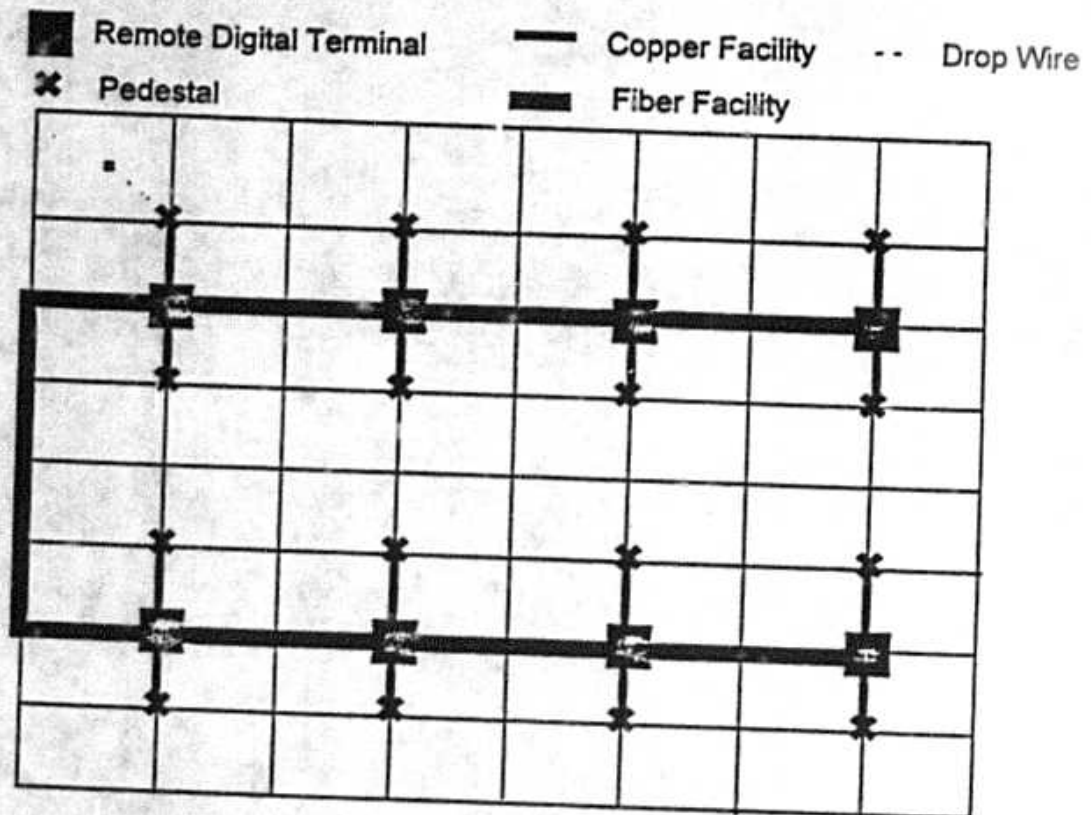 Remote Digital Terminal Copper Facility -- Drop Wire
Pedestal Fiber Facility